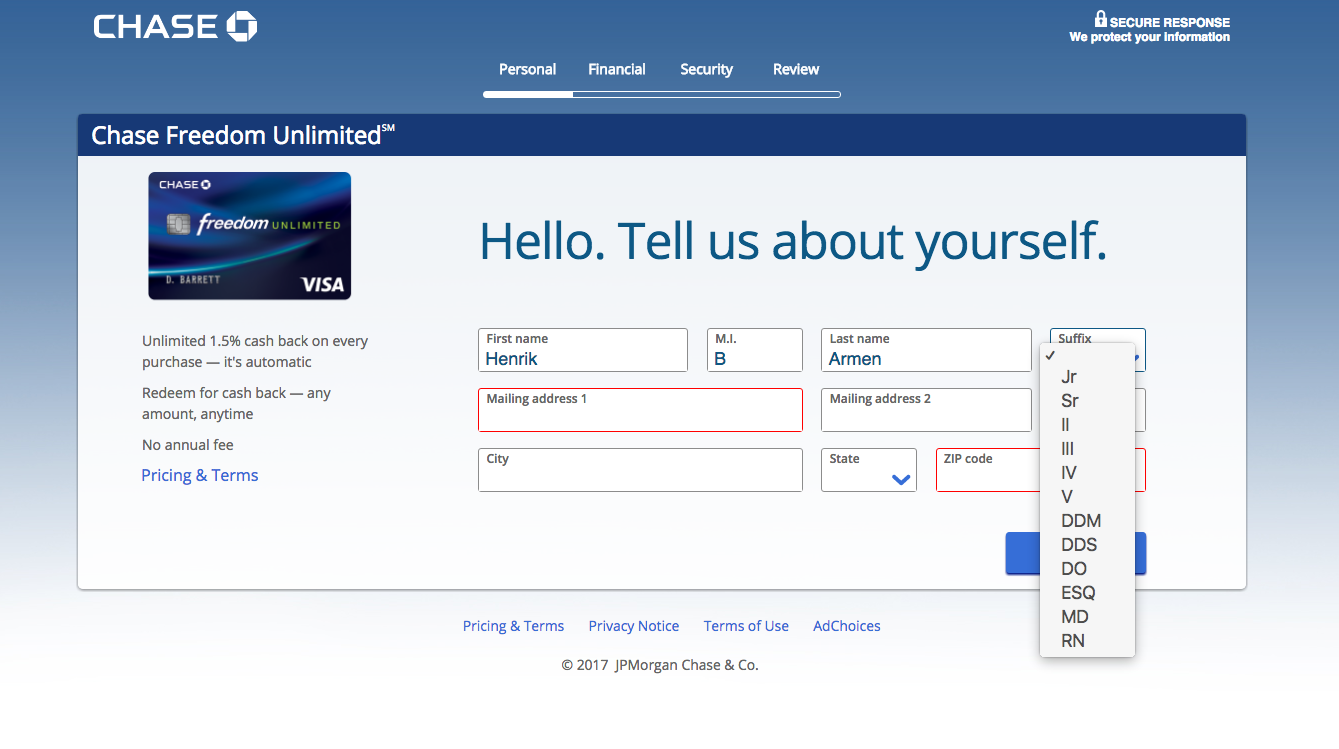 CHASE
SECURE RESPONSE
We protect your information
Personal Financial Security Review
Chase Freedom Unlimited℠
CHASE
freedom UNLIMITED
D. BARRETT
VISA
Hello. Tell us about yourself.
Unlimited 1.5% cash back on every
purchase — it's automatic
Redeem for cash back — any
amount, anytime
No annual fee
Pricing & Terms
First name
Henrik
M.I.
B
Last name
Armen
Suffix
✓
Jr
Sr
II
III
IV
V
DDM
DDS
DO
ESQ
MD
RN
Mailing address 1
Mailing address 2
City
State
ZIP code
Pricing & Terms Privacy Notice Terms of Use AdChoices
© 2017 JPMorgan Chase & Co.